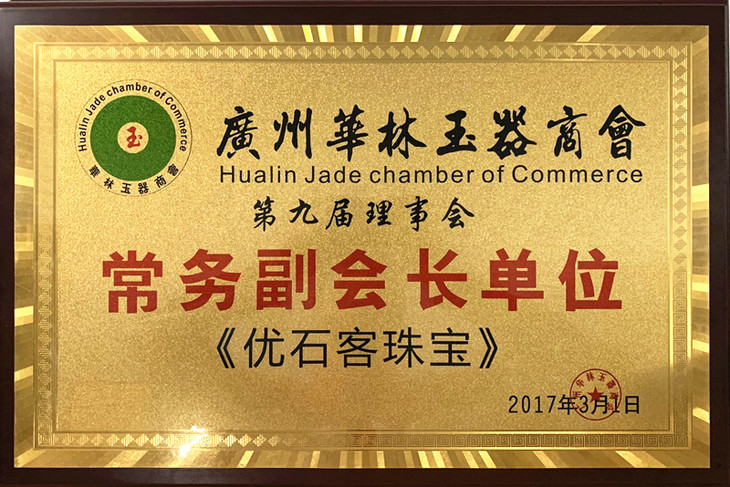 Hualin Jade chamber of Commerce
玉
華林玉器商會
廣州華林玉器商會
Hualin Jade chamber of Commerce
第九届理事会
常务副会长单位
《优石客珠宝》
2017年3月1日